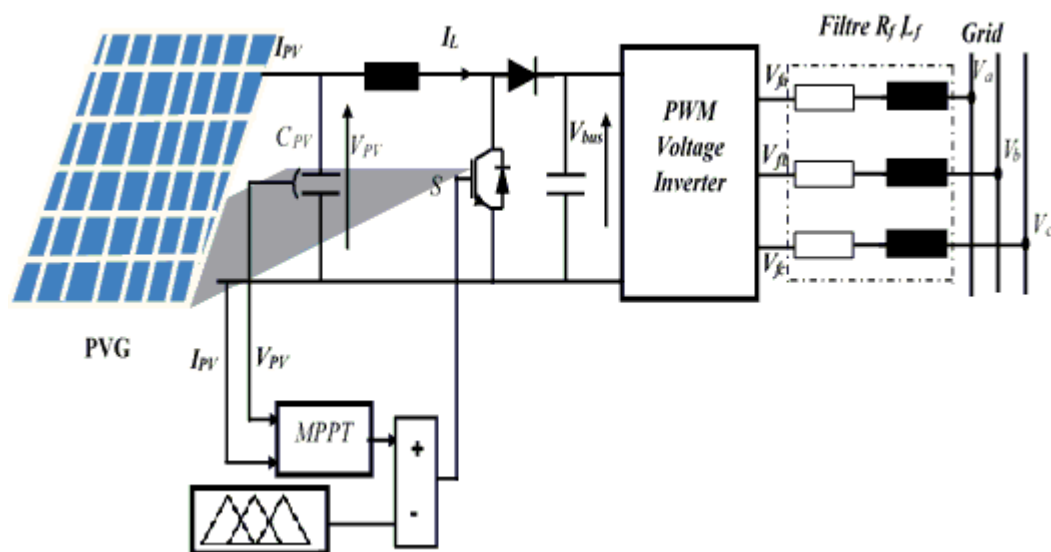 Filtre R_f L_f
Grid
I_PV
I_L
V_fa
V_a
C_PV
V_PV
V_bus
PWM
Voltage
Inverter
V_fb
V_b
S
V_c
V_fc
PVG
I_PV
V_PV
MPPT
+
-